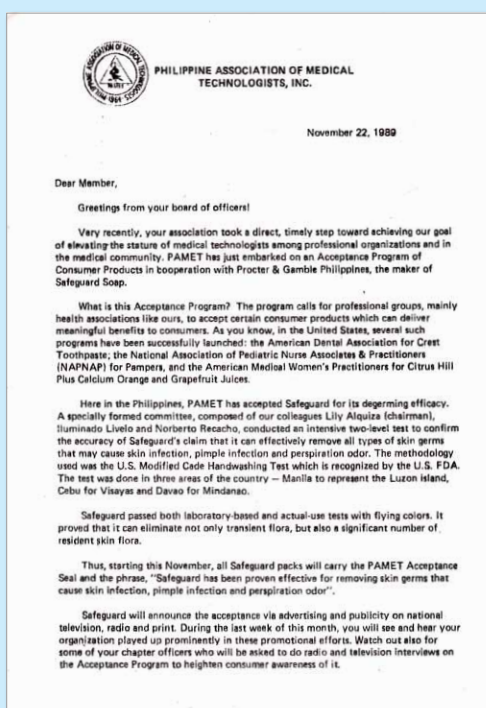 PHILIPPINE ASSOCIATION OF MEDICAL
TECHNOLOGISTS, INC.
November 22, 1989
Dear Member,
Greetings from your board of officers!
Very recently, your association took a direct, timely step toward achieving our goal
of elevating the stature of medical technologists among professional organizations and in
the medical community. PAMET has just embarked on an Acceptance Program of
Consumer Products in cooperation with Procter & Gamble Philippines, the maker of
Safeguard Soap.
What is this Acceptance Program? The program calls for professional groups, mainly
health associations like ours, to accept certain consumer products which can deliver
meaningful benefits to consumers. As you know, in the United States, several such
programs have been successfully launched: the American Dental Association for Crest
Toothpaste; the National Association of Pediatric Nurse Associates & Practitioners
(NAPNAP) for Pampers, and the American Medical Women's Practitioners for Citrus Hill
Plus Calcium Orange and Grapefruit Juices.
Here in the Philippines, PAMET has accepted Safeguard for its degerming efficacy.
A specially formed committee, composed of our colleagues Lily Alquiza (chairman),
Iluminado Livelo and Norberto Recacho, conducted an intensive two-level test to confirm
the accuracy of Safeguard's claim that it can effectively remove all types of skin germs
that may cause skin infection, pimple infection and perspiration odor. The methodology
used was the U.S. Modified Cade Handwashing Test which is recognized by the U.S. FDA.
The test was done in three areas of the country — Manila to represent the Luzon island,
Cebu for Visayas and Davao for Mindanao.
Safeguard passed both laboratory-based and actual-use tests with flying colors. It
proved that it can eliminate not only transient flora, but also a significant number of
resident skin flora.
Thus, starting this November, all Safeguard packs will carry the PAMET Acceptance
Seal and the phrase, "Safeguard has been proven effective for removing skin germs that
cause skin infection, pimple infection and perspiration odor".
Safeguard will announce the acceptance via advertising and publicity on national
television, radio and print. During the last week of this month, you will see and hear your
organization played up prominently in these promotional efforts. Watch out also for
some of your chapter officers who will be asked to do radio and television interviews on
the Acceptance Program to heighten consumer awareness of it.